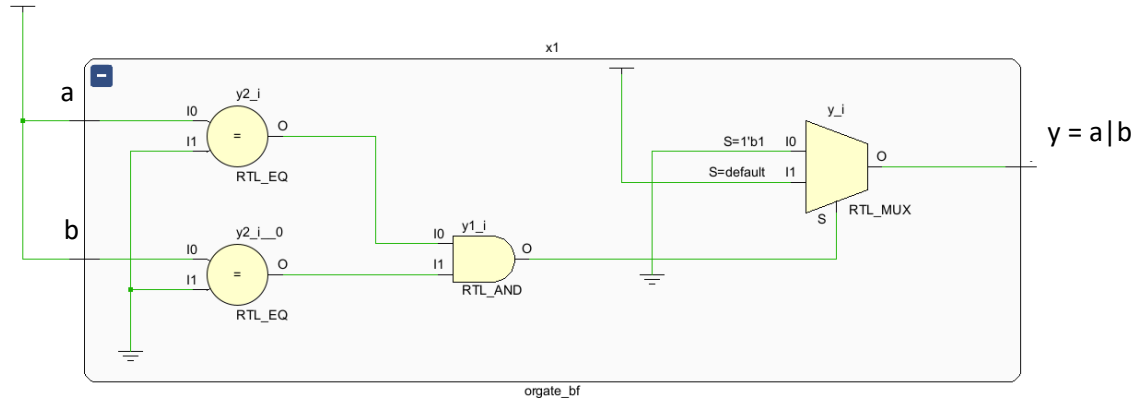 x1
a
y2_i
I0
I1
=
O
RTL_EQ
b
y2_i__0
I0
I1
=
O
RTL_EQ
y1_i
I0
I1
O
RTL_AND
y_i
S=1'b1
I0
S=default
I1
O
S
RTL_MUX
y = a|b
orgate_bf